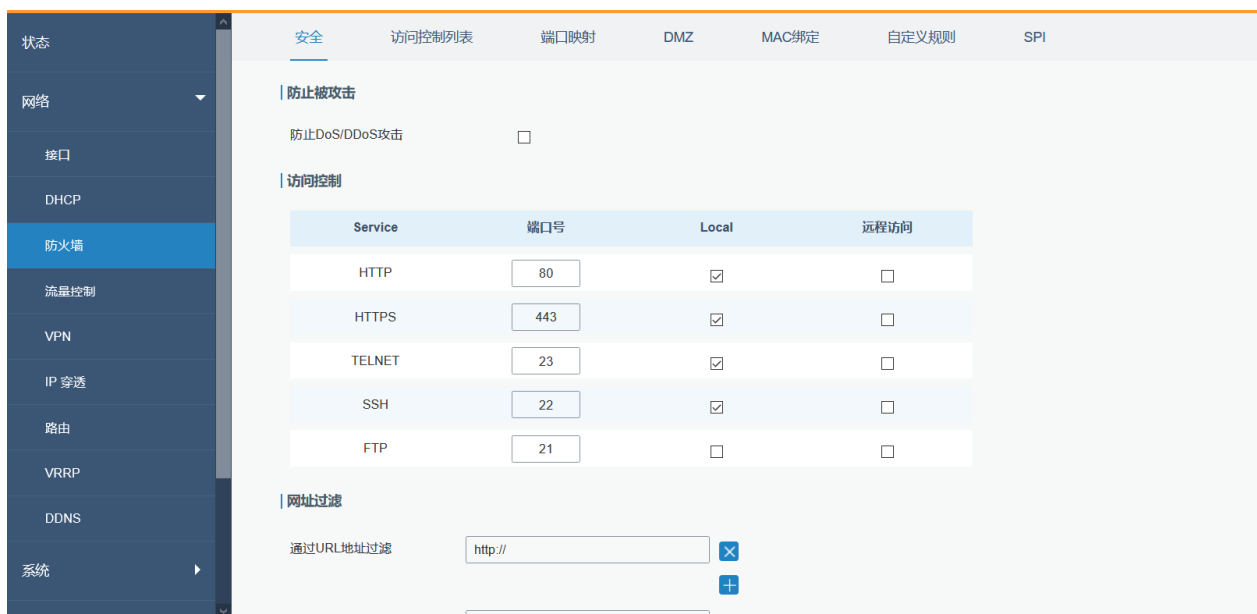 状态
网络
接口
DHCP
防火墙
流量控制
VPN
IP 穿透
路由
VRRP
DDNS
系统
安全 访问控制列表 端口映射 DMZ MAC绑定 自定义规则 SPI
防止被攻击
防止DoS/DDoS攻击
访问控制
Service 端口号 Local 远程访问
HTTP 80
HTTPS 443
TELNET 23
SSH 22
FTP 21
网址过滤
通过URL地址过滤 http://